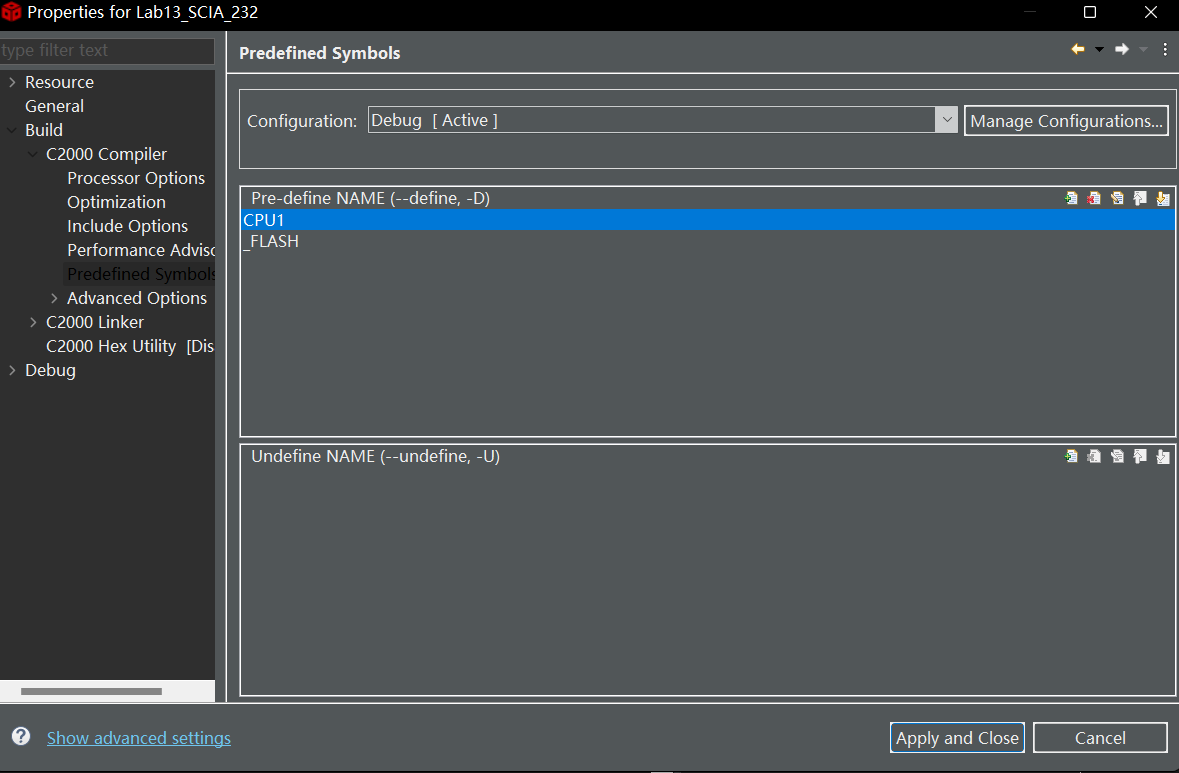 Properties for Lab13_SCIA_232
type filter text
Resource
General
Build
C2000 Compiler
Processor Options
Optimization
Include Options
Performance Advisc
Predefined Symbols
Advanced Options
C2000 Linker
C2000 Hex Utility [Dis
Debug
Predefined Symbols
Configuration: Debug [ Active ] Manage Configurations...
Pre-define NAME (--define, -D)
CPU1
_FLASH
Undefine NAME (--undefine, -U)
Show advanced settings
Apply and Close
Cancel